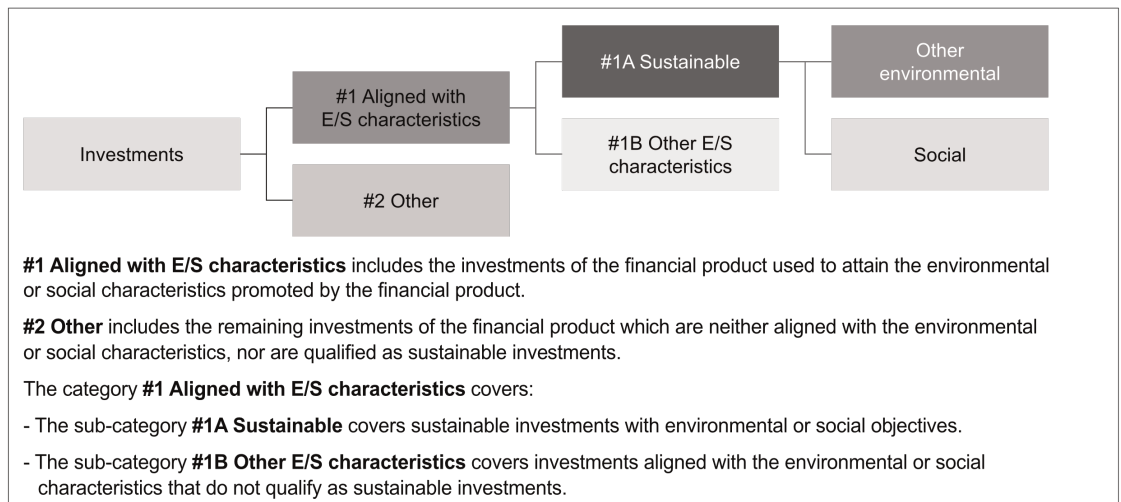 #1A Sustainable
Other
environmental
#1 Aligned with
E/S characteristics
Investments
#1B Other E/S
characteristics
Social
#2 Other
#1 Aligned with E/S characteristics includes the investments of the financial product used to attain the environmental
or social characteristics promoted by the financial product.
#2 Other includes the remaining investments of the financial product which are neither aligned with the environmental
or social characteristics, nor are qualified as sustainable investments.
The category #1 Aligned with E/S characteristics covers:
- The sub-category #1A Sustainable covers sustainable investments with environmental or social objectives.
- The sub-category #1B Other E/S characteristics covers investments aligned with the environmental or social
characteristics that do not qualify as sustainable investments.